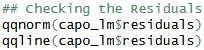 ## Checking the Residuals
qqnorm(capo_lm$residuals)
qqline(capo_lm$residuals)